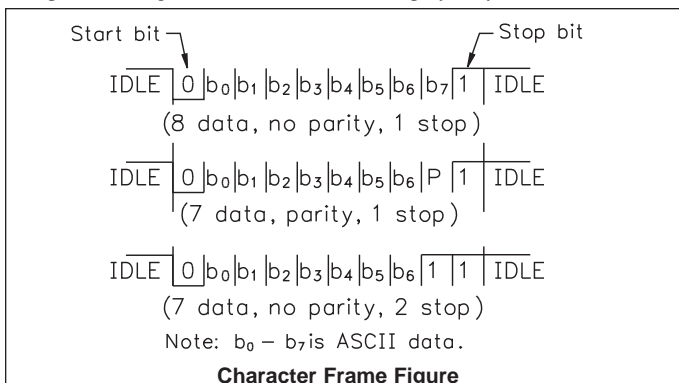 Start bit Stop bit
IDLE 0 b₀ b₁ b₂ b₃ b₄ b₅ b₆ b₇ 1 IDLE
(8 data, no parity, 1 stop)
IDLE 0 b₀ b₁ b₂ b₃ b₄ b₅ b₆ P 1 IDLE
(7 data, parity, 1 stop)
IDLE 0 b₀ b₁ b₂ b₃ b₄ b₅ b₆ 1 1 IDLE
(7 data, no parity, 2 stop)
Note: b₀ – b₇ is ASCII data.
Character Frame Figure